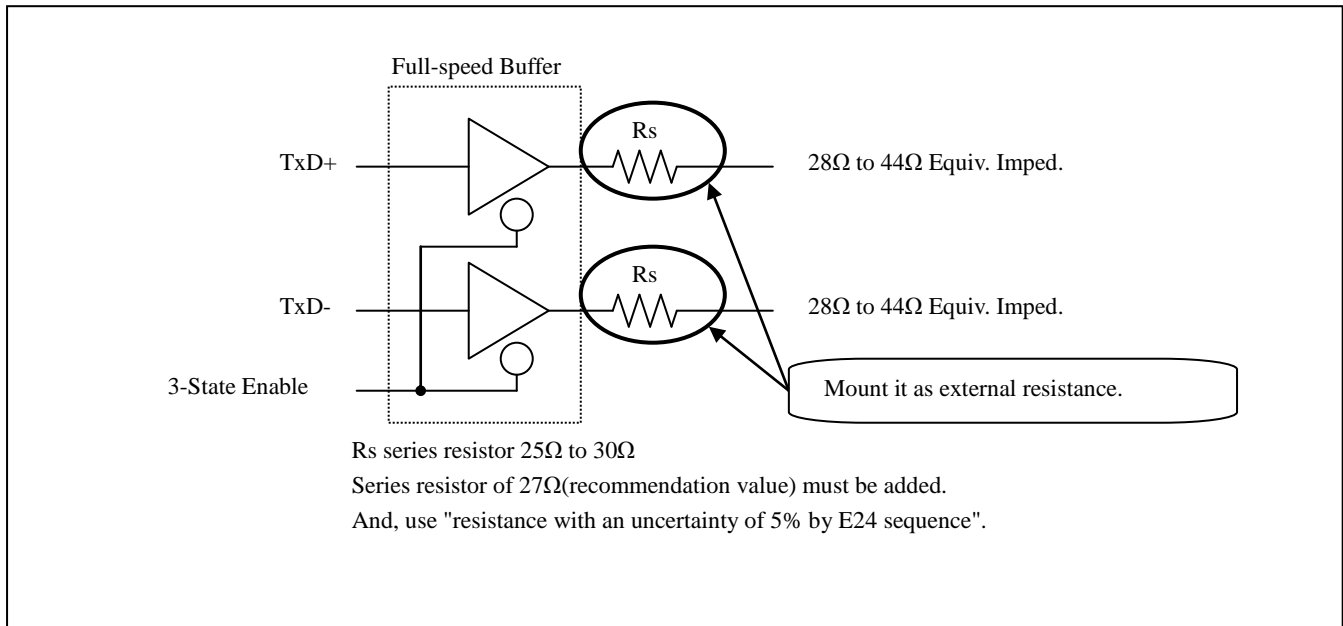 Full-speed Buffer
Rs
TxD+
28Ω to 44Ω Equiv. Imped.
Rs
TxD-
28Ω to 44Ω Equiv. Imped.
3-State Enable
Mount it as external resistance.
Rs series resistor 25Ω to 30Ω
Series resistor of 27Ω(recommendation value) must be added.
And, use "resistance with an uncertainty of 5% by E24 sequence".